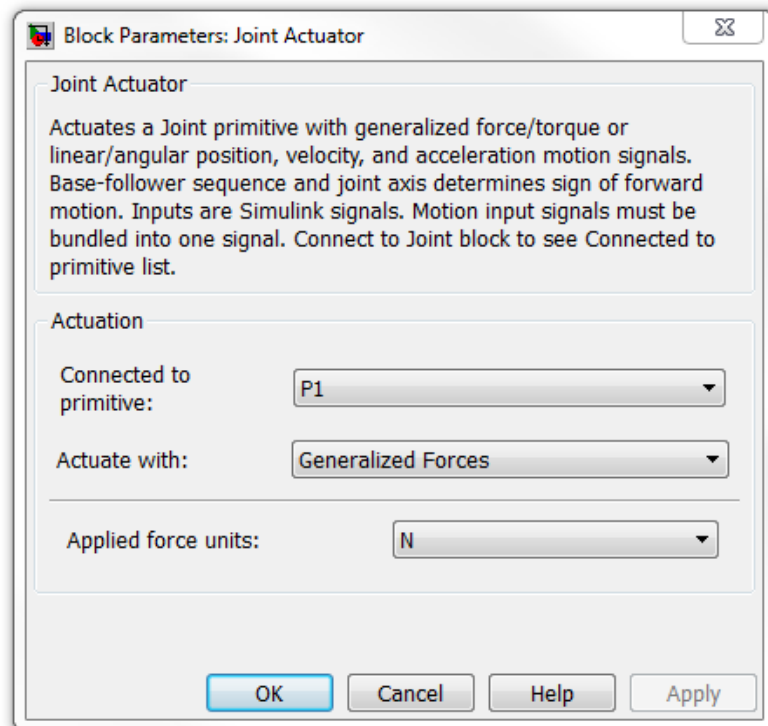 Block Parameters: Joint Actuator
Joint Actuator
Actuates a Joint primitive with generalized force/torque or
linear/angular position, velocity, and acceleration motion signals.
Base-follower sequence and joint axis determines sign of forward
motion. Inputs are Simulink signals. Motion input signals must be
bundled into one signal. Connect to Joint block to see Connected to
primitive list.
Actuation
Connected to
primitive:
P1
Actuate with:
Generalized Forces
Applied force units:
N
OK
Cancel
Help
Apply